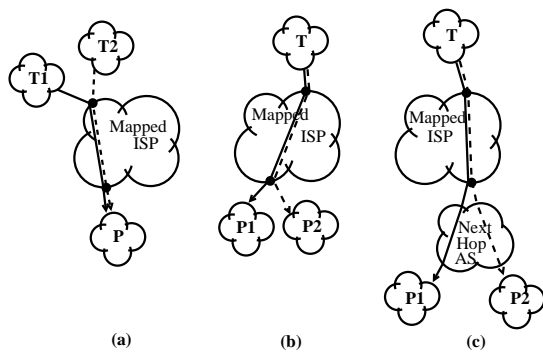 T2
T1
Mapped
ISP
P
(a)
T
Mapped
ISP
P1
P2
(b)
T
Mapped
ISP
Next
Hop
AS
P1
P2
(c)